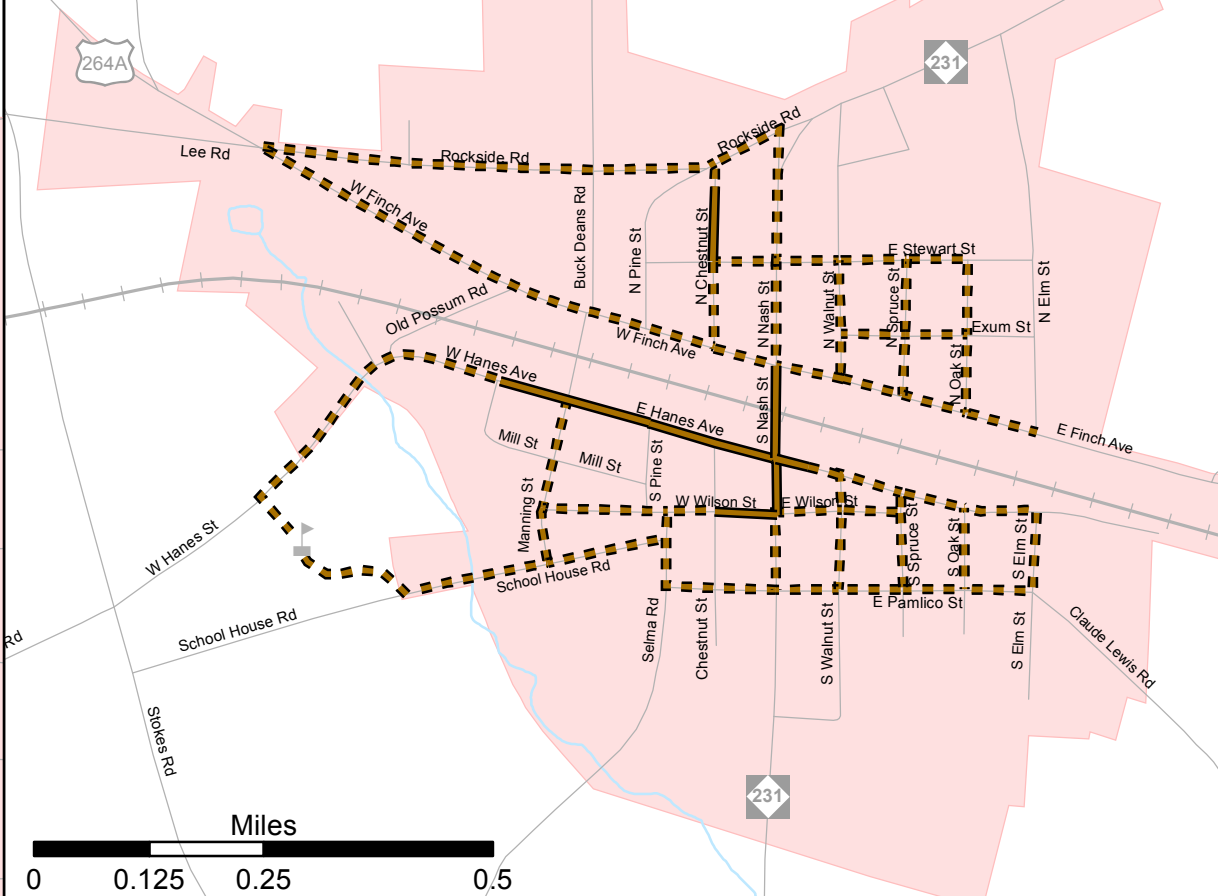 264A
231
Rockside Rd
Lee Rd
Rockside Rd
W Finch Ave
Buck Deans Rd
N Pine St
N Chestnut St
E Stewart St
N Elm St
N Nash St
N Walnut St
N Spruce St
Old Possum Rd
Exum St
W Finch Ave
W Hanes Ave
N Oak St
S Nash St
E Hanes Ave
E Finch Ave
Mill St
Mill St
S Pine St
Manning St
W Wilson St
E Wilson St
S Spruce St
S Oak St
S Elm St
W Hanes St
School House Rd
E Pamlico St
School House Rd
Rd
Selma Rd
Chestnut St
S Walnut St
S Elm St
Claude Lewis Rd
Stokes Rd
231
Miles
0 0.125 0.25 0.5